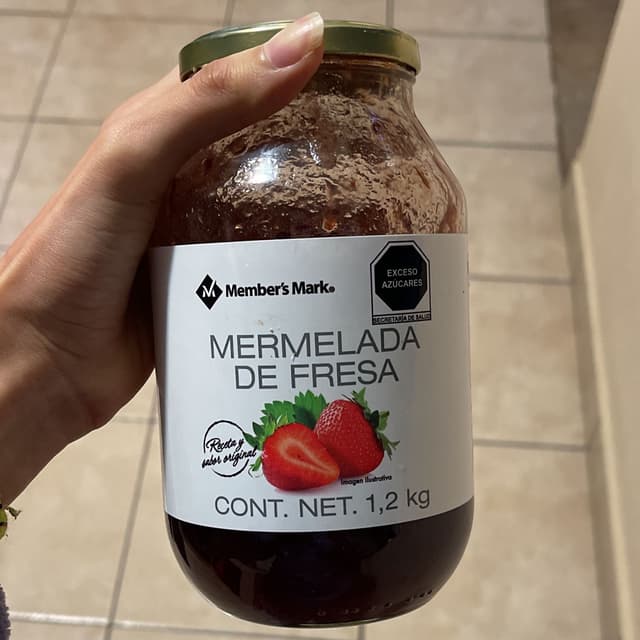 M
Member's Mark®
EXCESO
AZÚCARES
SECRETARÍA DE SALUD
MERMELADA
DE FRESA
Receta y
sabor original
Imagen ilustrativa
CONT. NET. 1,2 kg